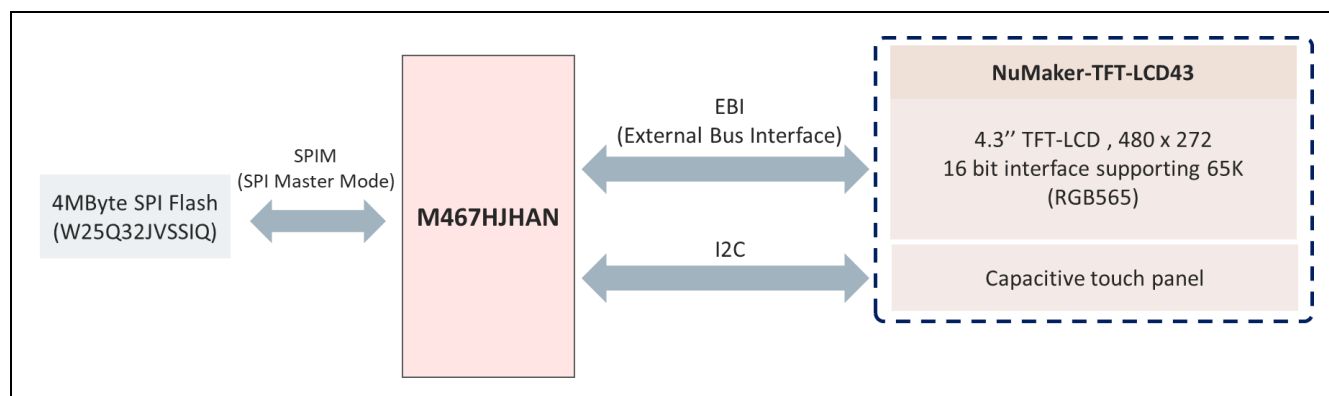 4MByte SPI Flash
(W25Q32JVSSIQ)
SPIM
(SPI Master Mode)
M467HJHAN
EBI
(External Bus Interface)
I2C
NuMaker-TFT-LCD43
4.3’’ TFT-LCD , 480 x 272
16 bit interface supporting 65K
(RGB565)
Capacitive touch panel